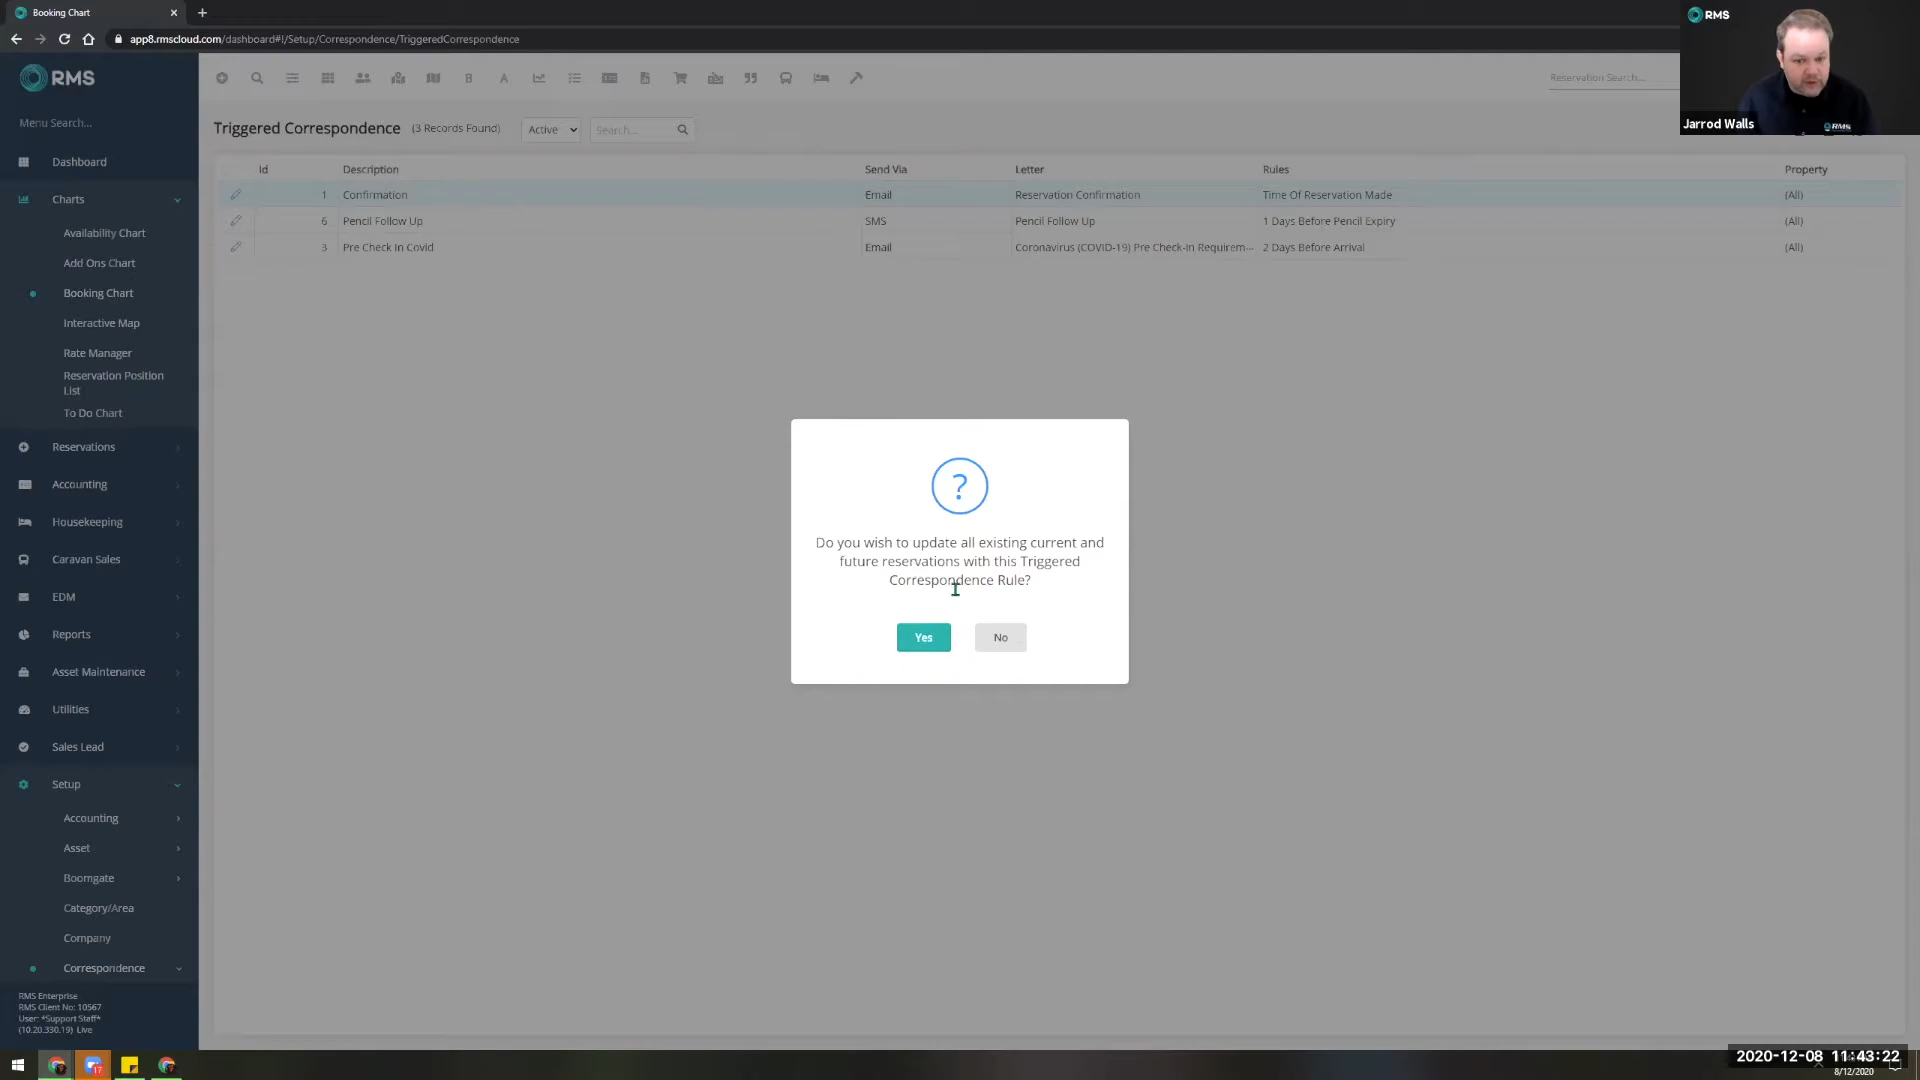 Booking Chart
app8.rmscloud.com/dashboard#!/Setup/Correspondence/TriggeredCorrespondence
RMS
Jarrod Walls
RMS
RMS
B A
Reservation Search...
Menu Search...
Triggered Correspondence (3 Records Found) Active Search...
Id Description Send Via Letter Rules Property
1 Confirmation Email Reservation Confirmation Time Of Reservation Made (All)
6 Pencil Follow Up SMS Pencil Follow Up 1 Days Before Pencil Expiry (All)
3 Pre Check In Covid Email Coronavirus (COVID-19) Pre Check-in Requirem... 2 Days Before Arrival (All)
Dashboard
Charts
Availability Chart
Add Ons Chart
Booking Chart
Interactive Map
Rate Manager
Reservation Position
List
To Do Chart
Reservations
Accounting
Housekeeping
Caravan Sales
EDM
Reports
Asset Maintenance
Utilities
Sales Lead
Setup
Accounting
Asset
Boomgate
Category/Area
Company
Correspondence
RMS Enterprise
RMS Client No: 10567
User: *Support Staff*
(10.20.330.19) Live
?
Do you wish to update all existing current and
future reservations with this Triggered
Correspondence Rule?
Yes No
17
2020-12-08 11:43:22
8/12/2020